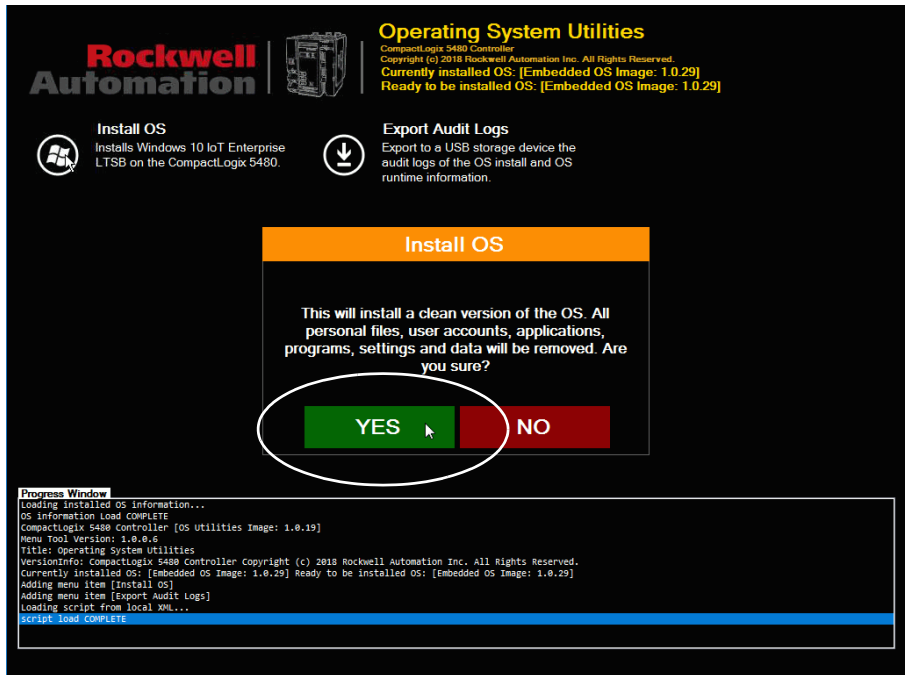 Rockwell
Automation
Operating System Utilities
CompactLogix 5480 Controller
Copyright (c) 2018 Rockwell Automation Inc. All Rights Reserved.
Currently installed OS: [Embedded OS Image: 1.0.29]
Ready to be installed OS: [Embedded OS Image: 1.0.29]
Install OS
Installs Windows 10 IoT Enterprise
LTSB on the CompactLogix 5480.
Export Audit Logs
Export to a USB storage device the
audit logs of the OS install and OS
runtime information.
Install OS
This will install a clean version of the OS. All
personal files, user accounts, applications,
programs, settings and data will be removed. Are
you sure?
YES
NO
Progress Window
Loading installed OS information...
OS information Load COMPLETE
CompactLogix 5480 Controller [OS Utilities Image: 1.0.19]
Menu Tool Version: 1.0.0.6
Title: Operating System Utilities
VersionInfo: CompactLogix 5480 Controller Copyright (c) 2018 Rockwell Automation Inc. All Rights Reserved.
Currently installed OS: [Embedded OS Image: 1.0.29] Ready to be installed OS: [Embedded OS Image: 1.0.29]
Adding menu item [Install OS]
Adding menu item [Export Audit Logs]
Loading script from local XML...
script load COMPLETE